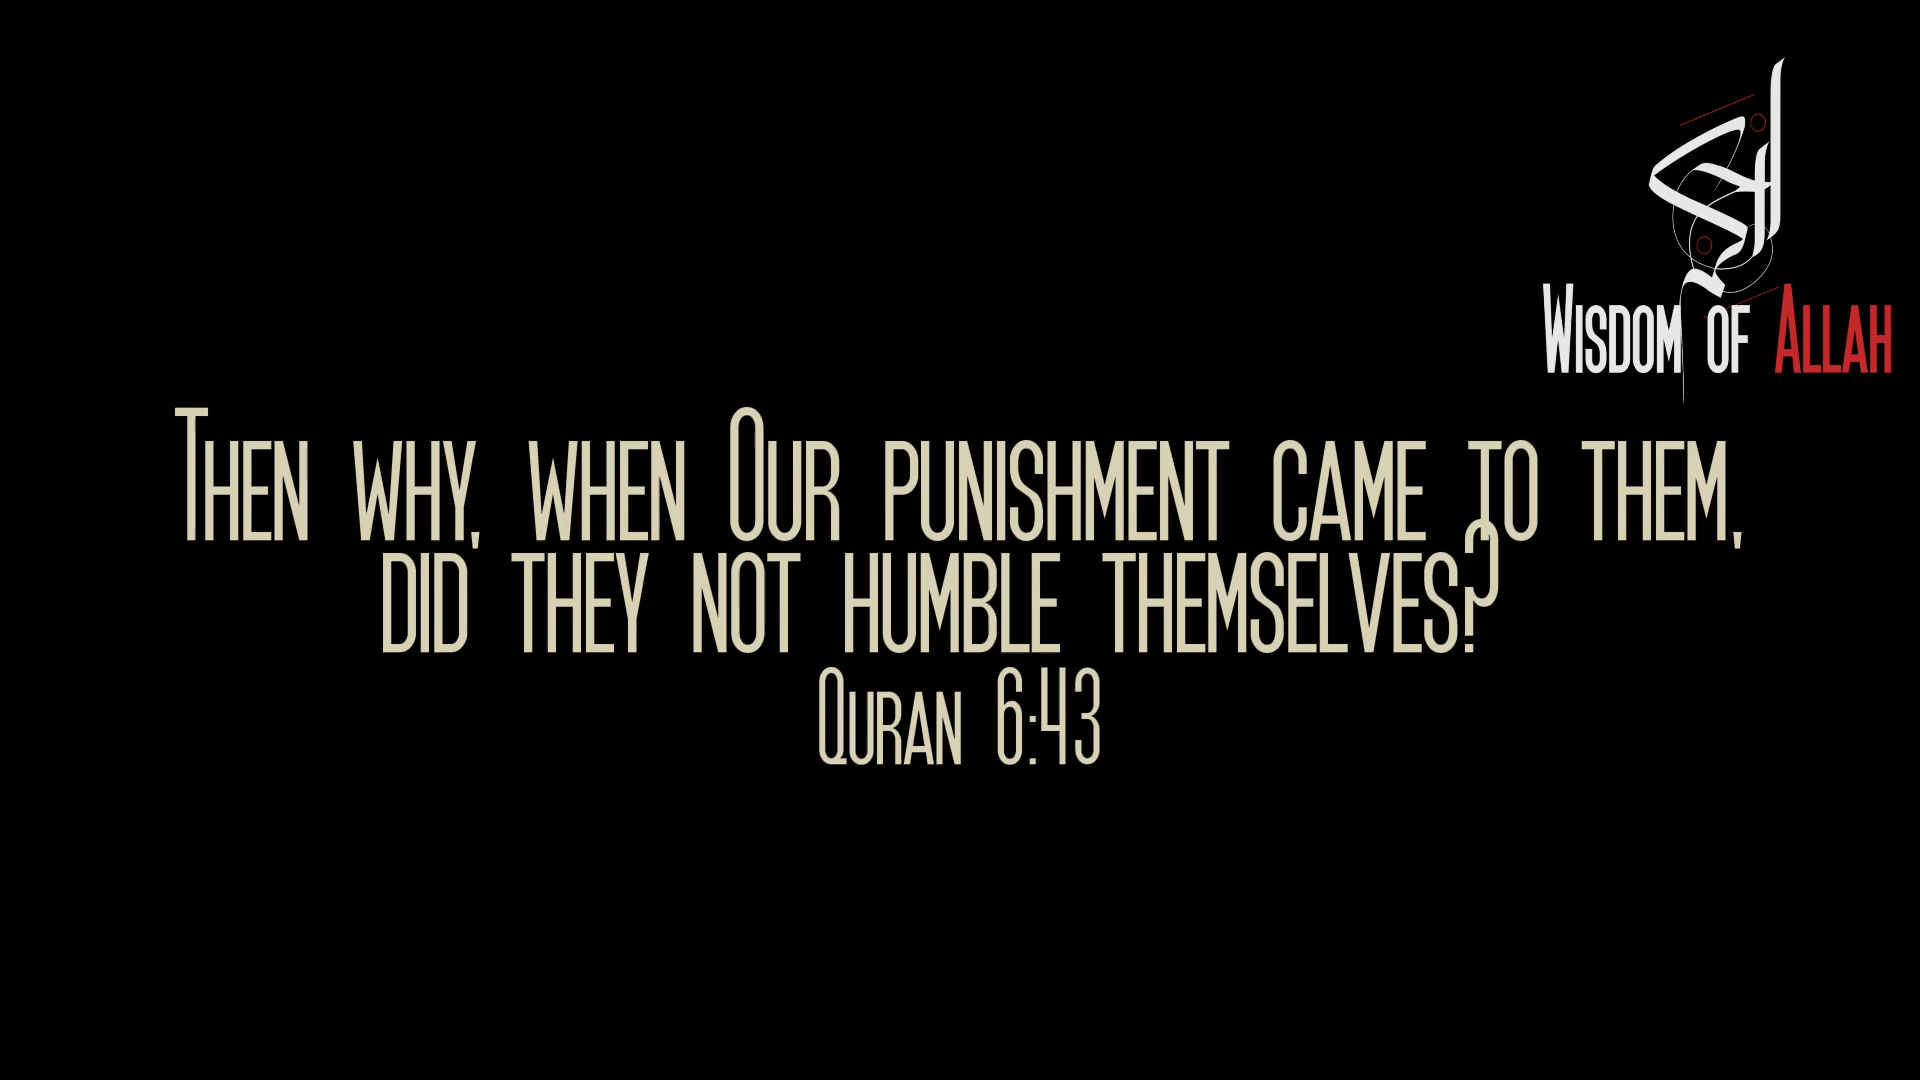 Wisdom of Allah
Then why, when Our punishment came to them,
did they not humble themselves?
Quran 6:43